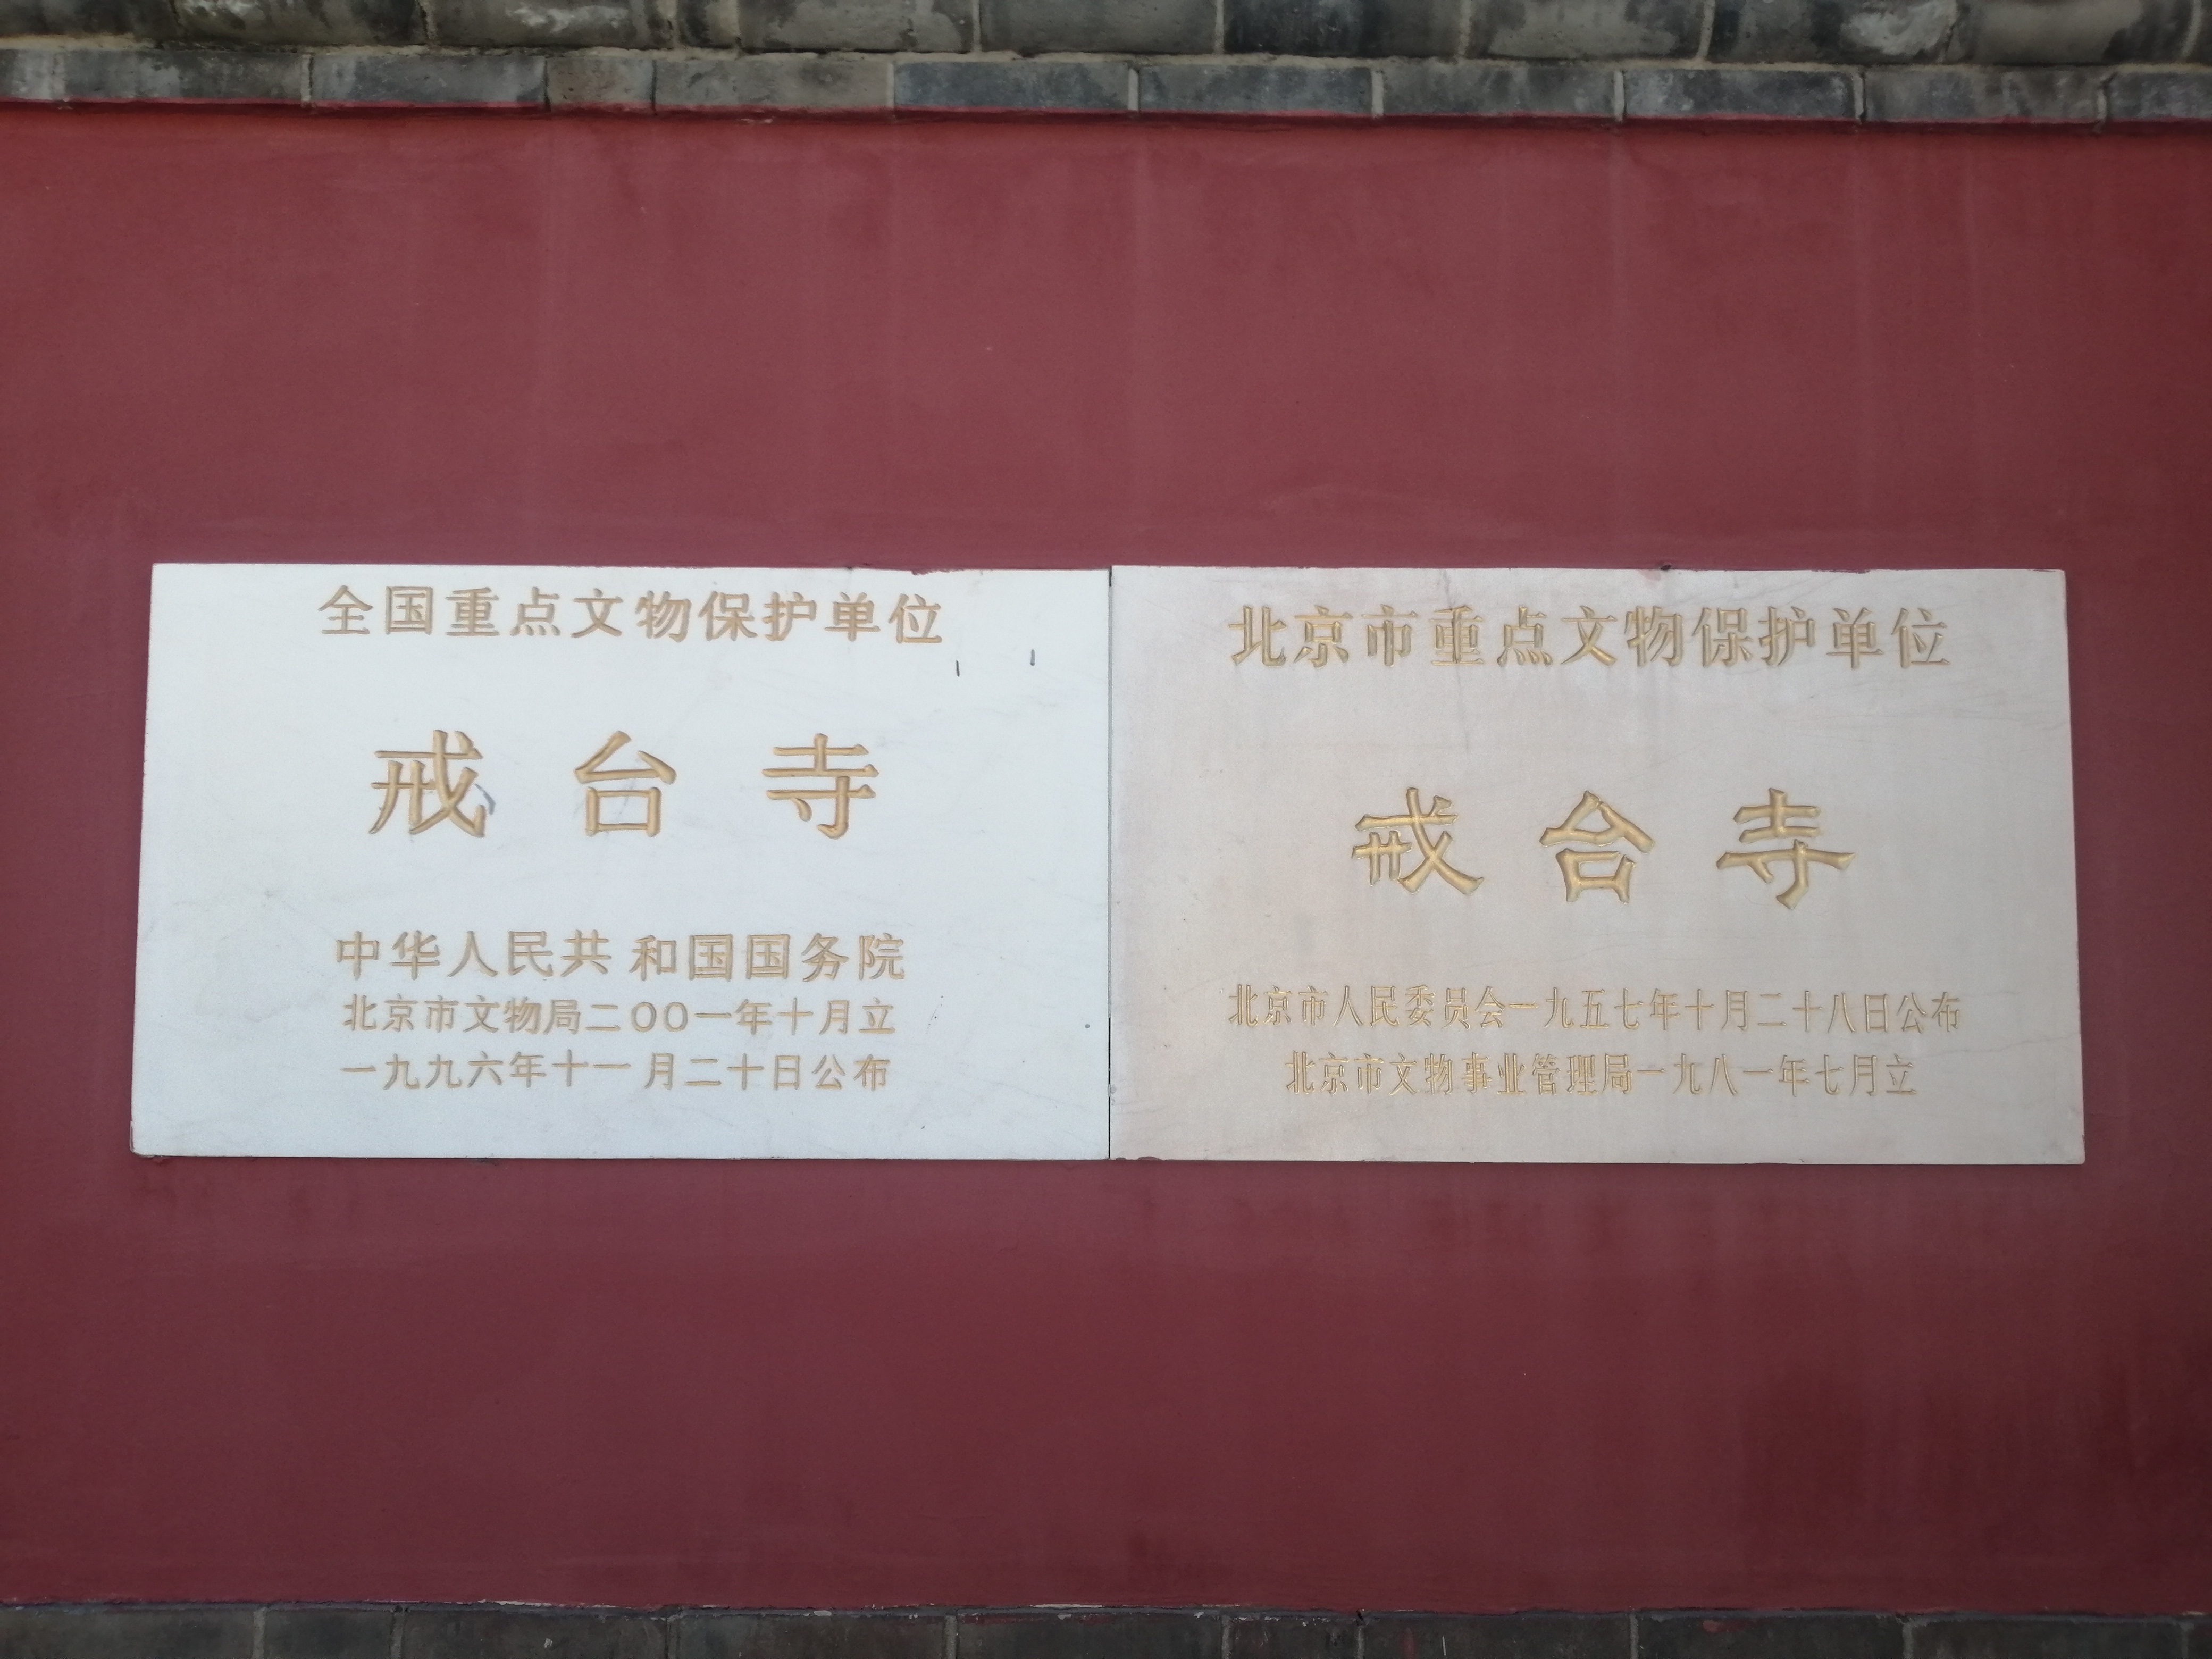 全国重点文物保护单位
戒台寺
中华人民共和国国务院
北京市文物局二〇〇一年十月立
一九九六年十一月二十日公布
北京市重点文物保护单位
戒台寺
北京市人民委员会一九五七年十月二十八日公布
北京市文物事业管理局一九八一年七月立